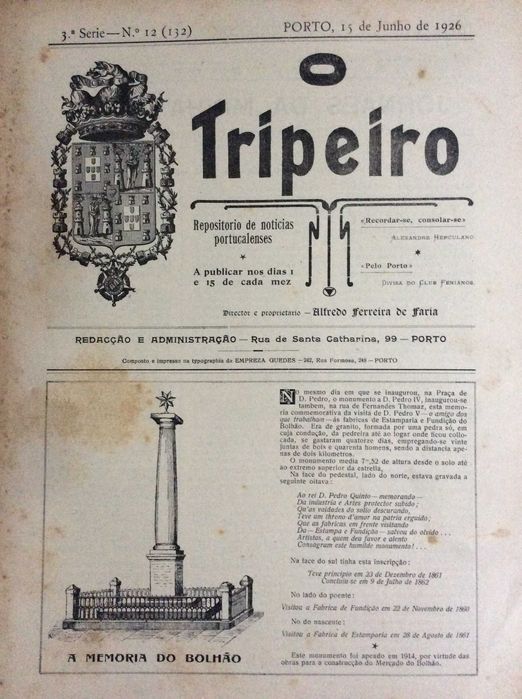 3.ª Serie — N.º 12 (132)
PORTO, 15 de Junho de 1926
O
Tripeiro
Repositorio de noticias
portucalenses
A publicar nos dias 1
e 15 de cada mez
«Recordar-se, consolar-se»
ALEXANDRE HERCULANO
«Pelo Porto»
DIVISA DO CLUB FENIANOS.
Director e proprietario — Alfredo Ferreira de Faria
REDACÇÃO E ADMINISTRAÇÃO — Rua de Santa Catharina, 99 — PORTO
Composto e impresso na typographia da EMPREZA GUEDES — 242, Rua Formosa, 248 — PORTO
NO mesmo dia em que se inaugurou, na Praça de
D. Pedro, o monumento a D. Pedro IV, inaugurou-se
tambem, na rua de Fernandes Thomaz, esta memo-
ria commemorativa da visita de D. Pedro V — o amigo dos
que trabalham — ás fabricas de Estamparia e Fundição do
Bolhão. Era de granito, formada por uma pedra só, em
cuja condução, da pedreira até ao logar onde ficou collo-
cada, se gastaram quatorze dias, empregando-se vinte
juntas de bois e quarenta homens, sendo a distancia ape-
nas de dois kilometros.
O monumento media 7m,52 de altura desde o solo até
ao extremo superior da estrella.
Na face do pedestal, lado do norte, estava gravada a
seguinte oitava:
Ao rei D. Pedro Quinto — memorando —
Da industria e Artes protector subido;
Qu'as vaidades do solio descurando,
Teve um throno d'amor na patria erguido;
Que as fabricas em frente visitando
Da — Estampa e Fundição — salvou do olvido...
Artistas, a quem deu favor e alento
Consagram este humilde monumento!...
Na face do sul tinha esta inscripção:
Teve principio em 23 de Dezembro de 1861
Concluiu-se em 9 de Julho de 1862
No lado do poente:
Visitou a Fabrica de Fundição em 22 de Novembro de 1860
No do nascente:
Visitou a Fabrica de Estamparia em 28 de Agosto de 1861
Este monumento foi apeado em 1914, por virtude das
obras para a construcção do Mercado do Bolhão.
A MEMORIA DO BOLHÃO